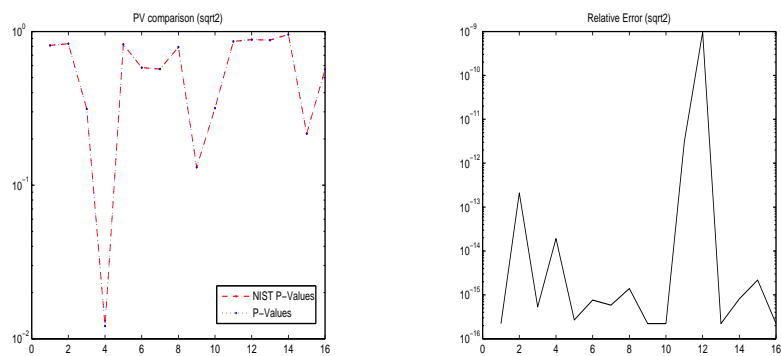 PV comparison (sqrt2)
10^0
10^-1
10^-2
0 2 4 6 8 10 12 14 16
NIST P-Values
P-Values
Relative Error (sqrt2)
10^-9
10^-10
10^-11
10^-12
10^-13
10^-14
10^-15
10^-16
0 2 4 6 8 10 12 14 16